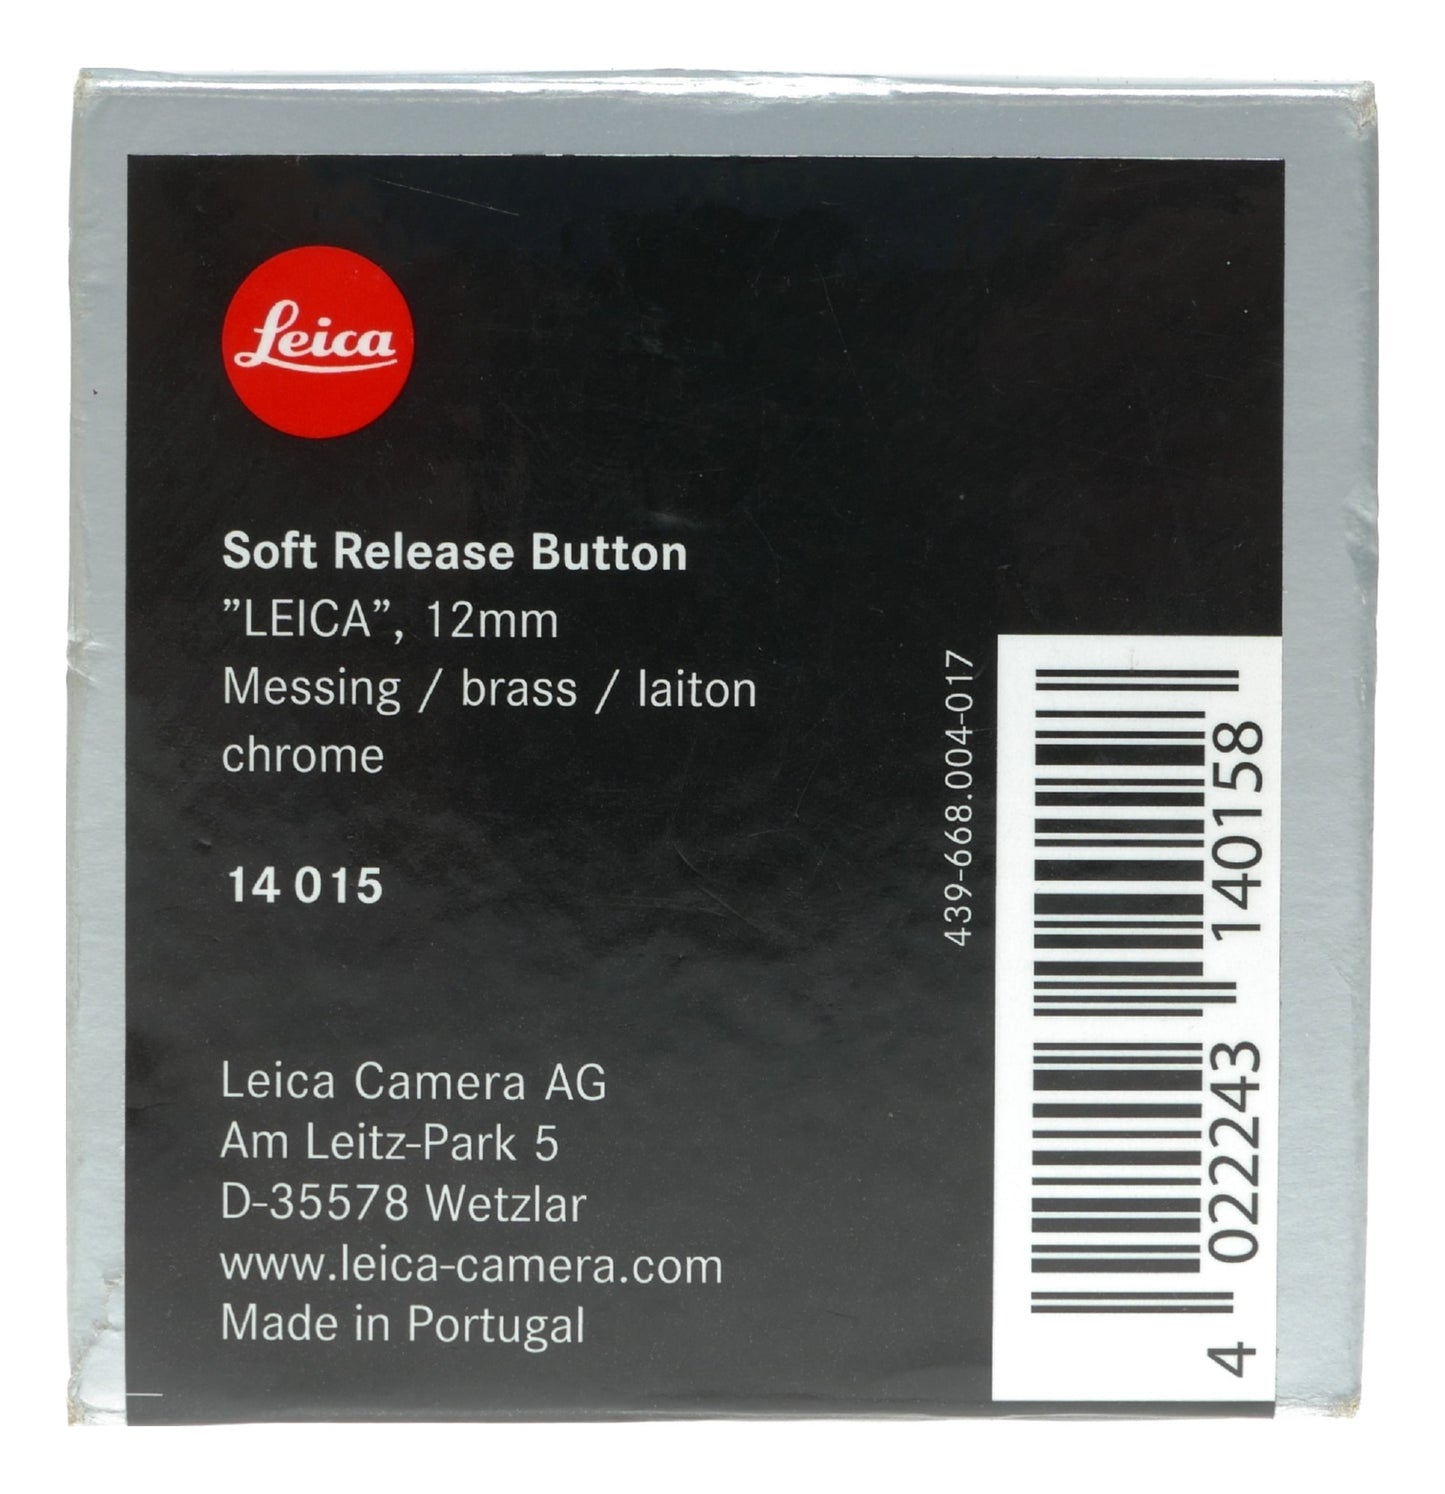 Leica
Soft Release Button
”LEICA”, 12mm
Messing / brass / laiton
chrome
14 015
Leica Camera AG
Am Leitz-Park 5
D-35578 Wetzlar
www.leica-camera.com
Made in Portugal
439-668.004-017
4 022243 140158